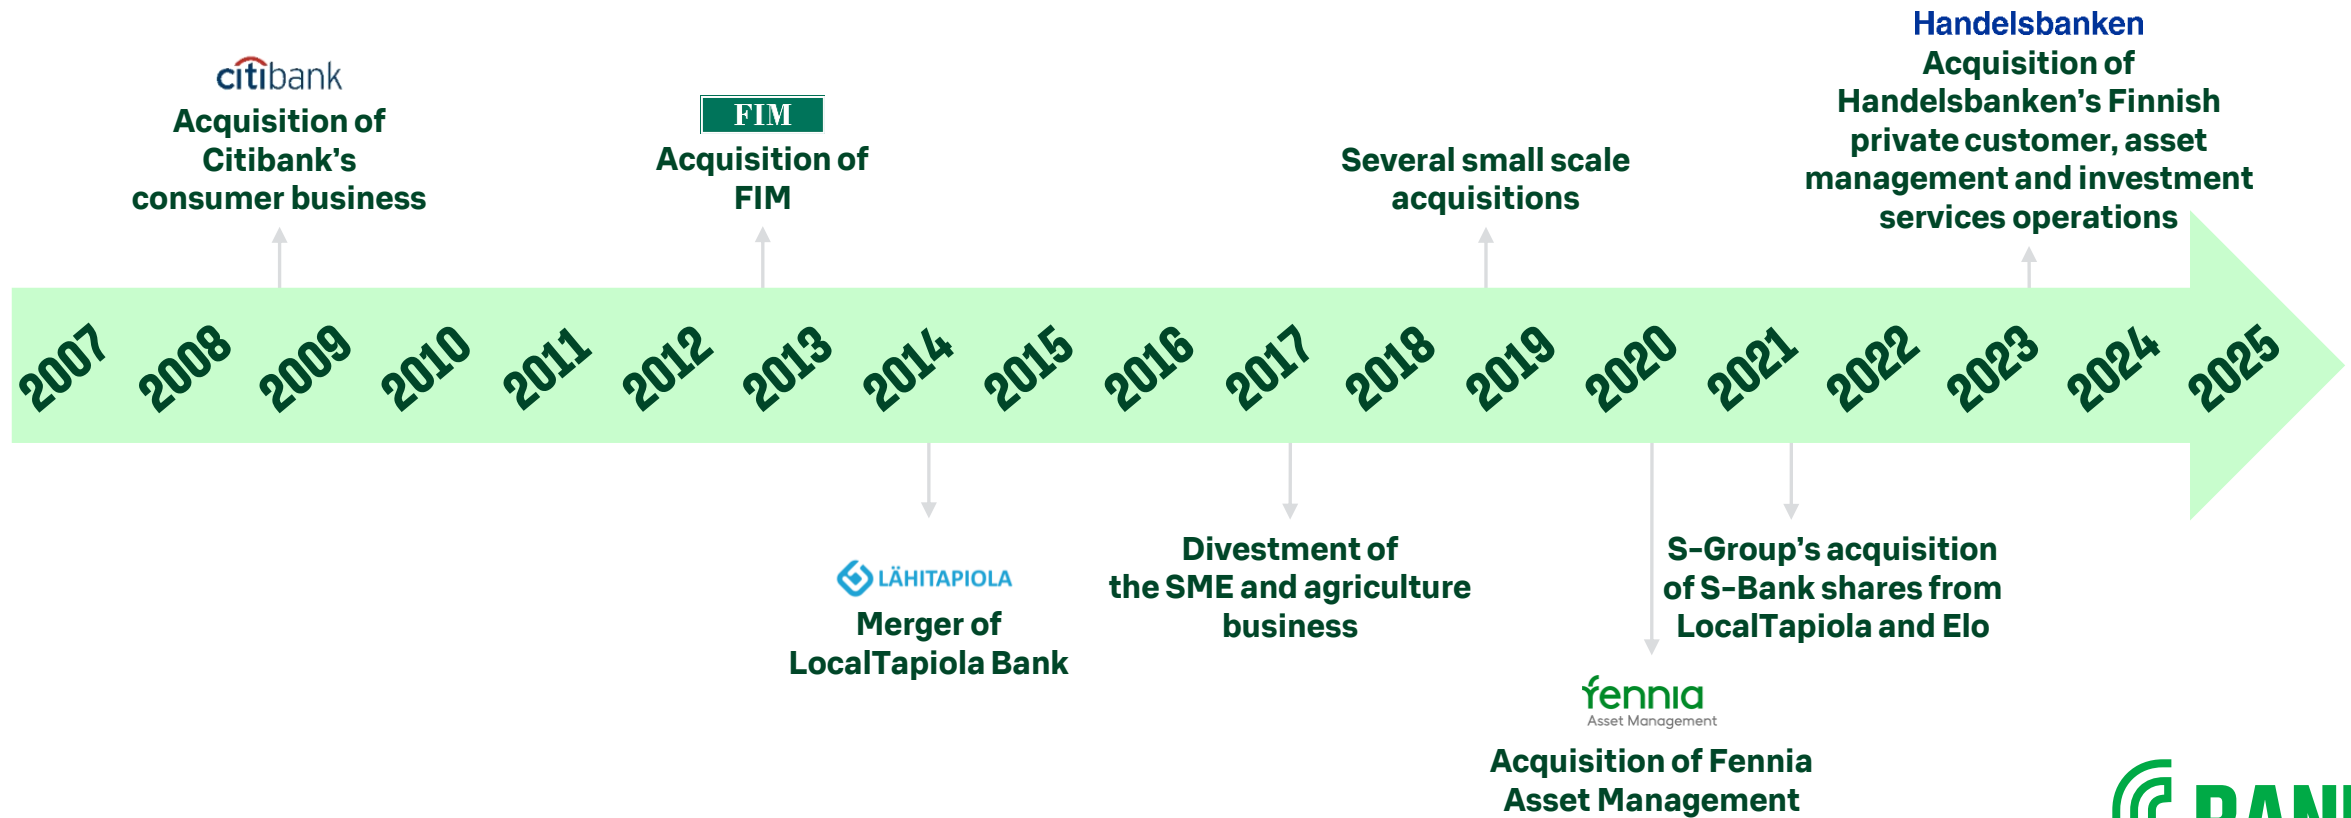 citibank
Acquisition of
Citibank’s
consumer business
FIM
Acquisition of
FIM
Several small scale
acquisitions
Handelsbanken
Acquisition of
Handelsbanken’s Finnish
private customer, asset
management and investment
services operations
2007 2008 2009 2010 2011 2012 2013 2014 2015 2016 2017 2018 2019 2020 2021 2022 2023 2024 2025
LÄHITAPIOLA
Merger of
LocalTapiola Bank
Divestment of
the SME and agriculture
business
S-Group’s acquisition
of S-Bank shares from
LocalTapiola and Elo
fennia
Asset Management
Acquisition of Fennia
Asset Management